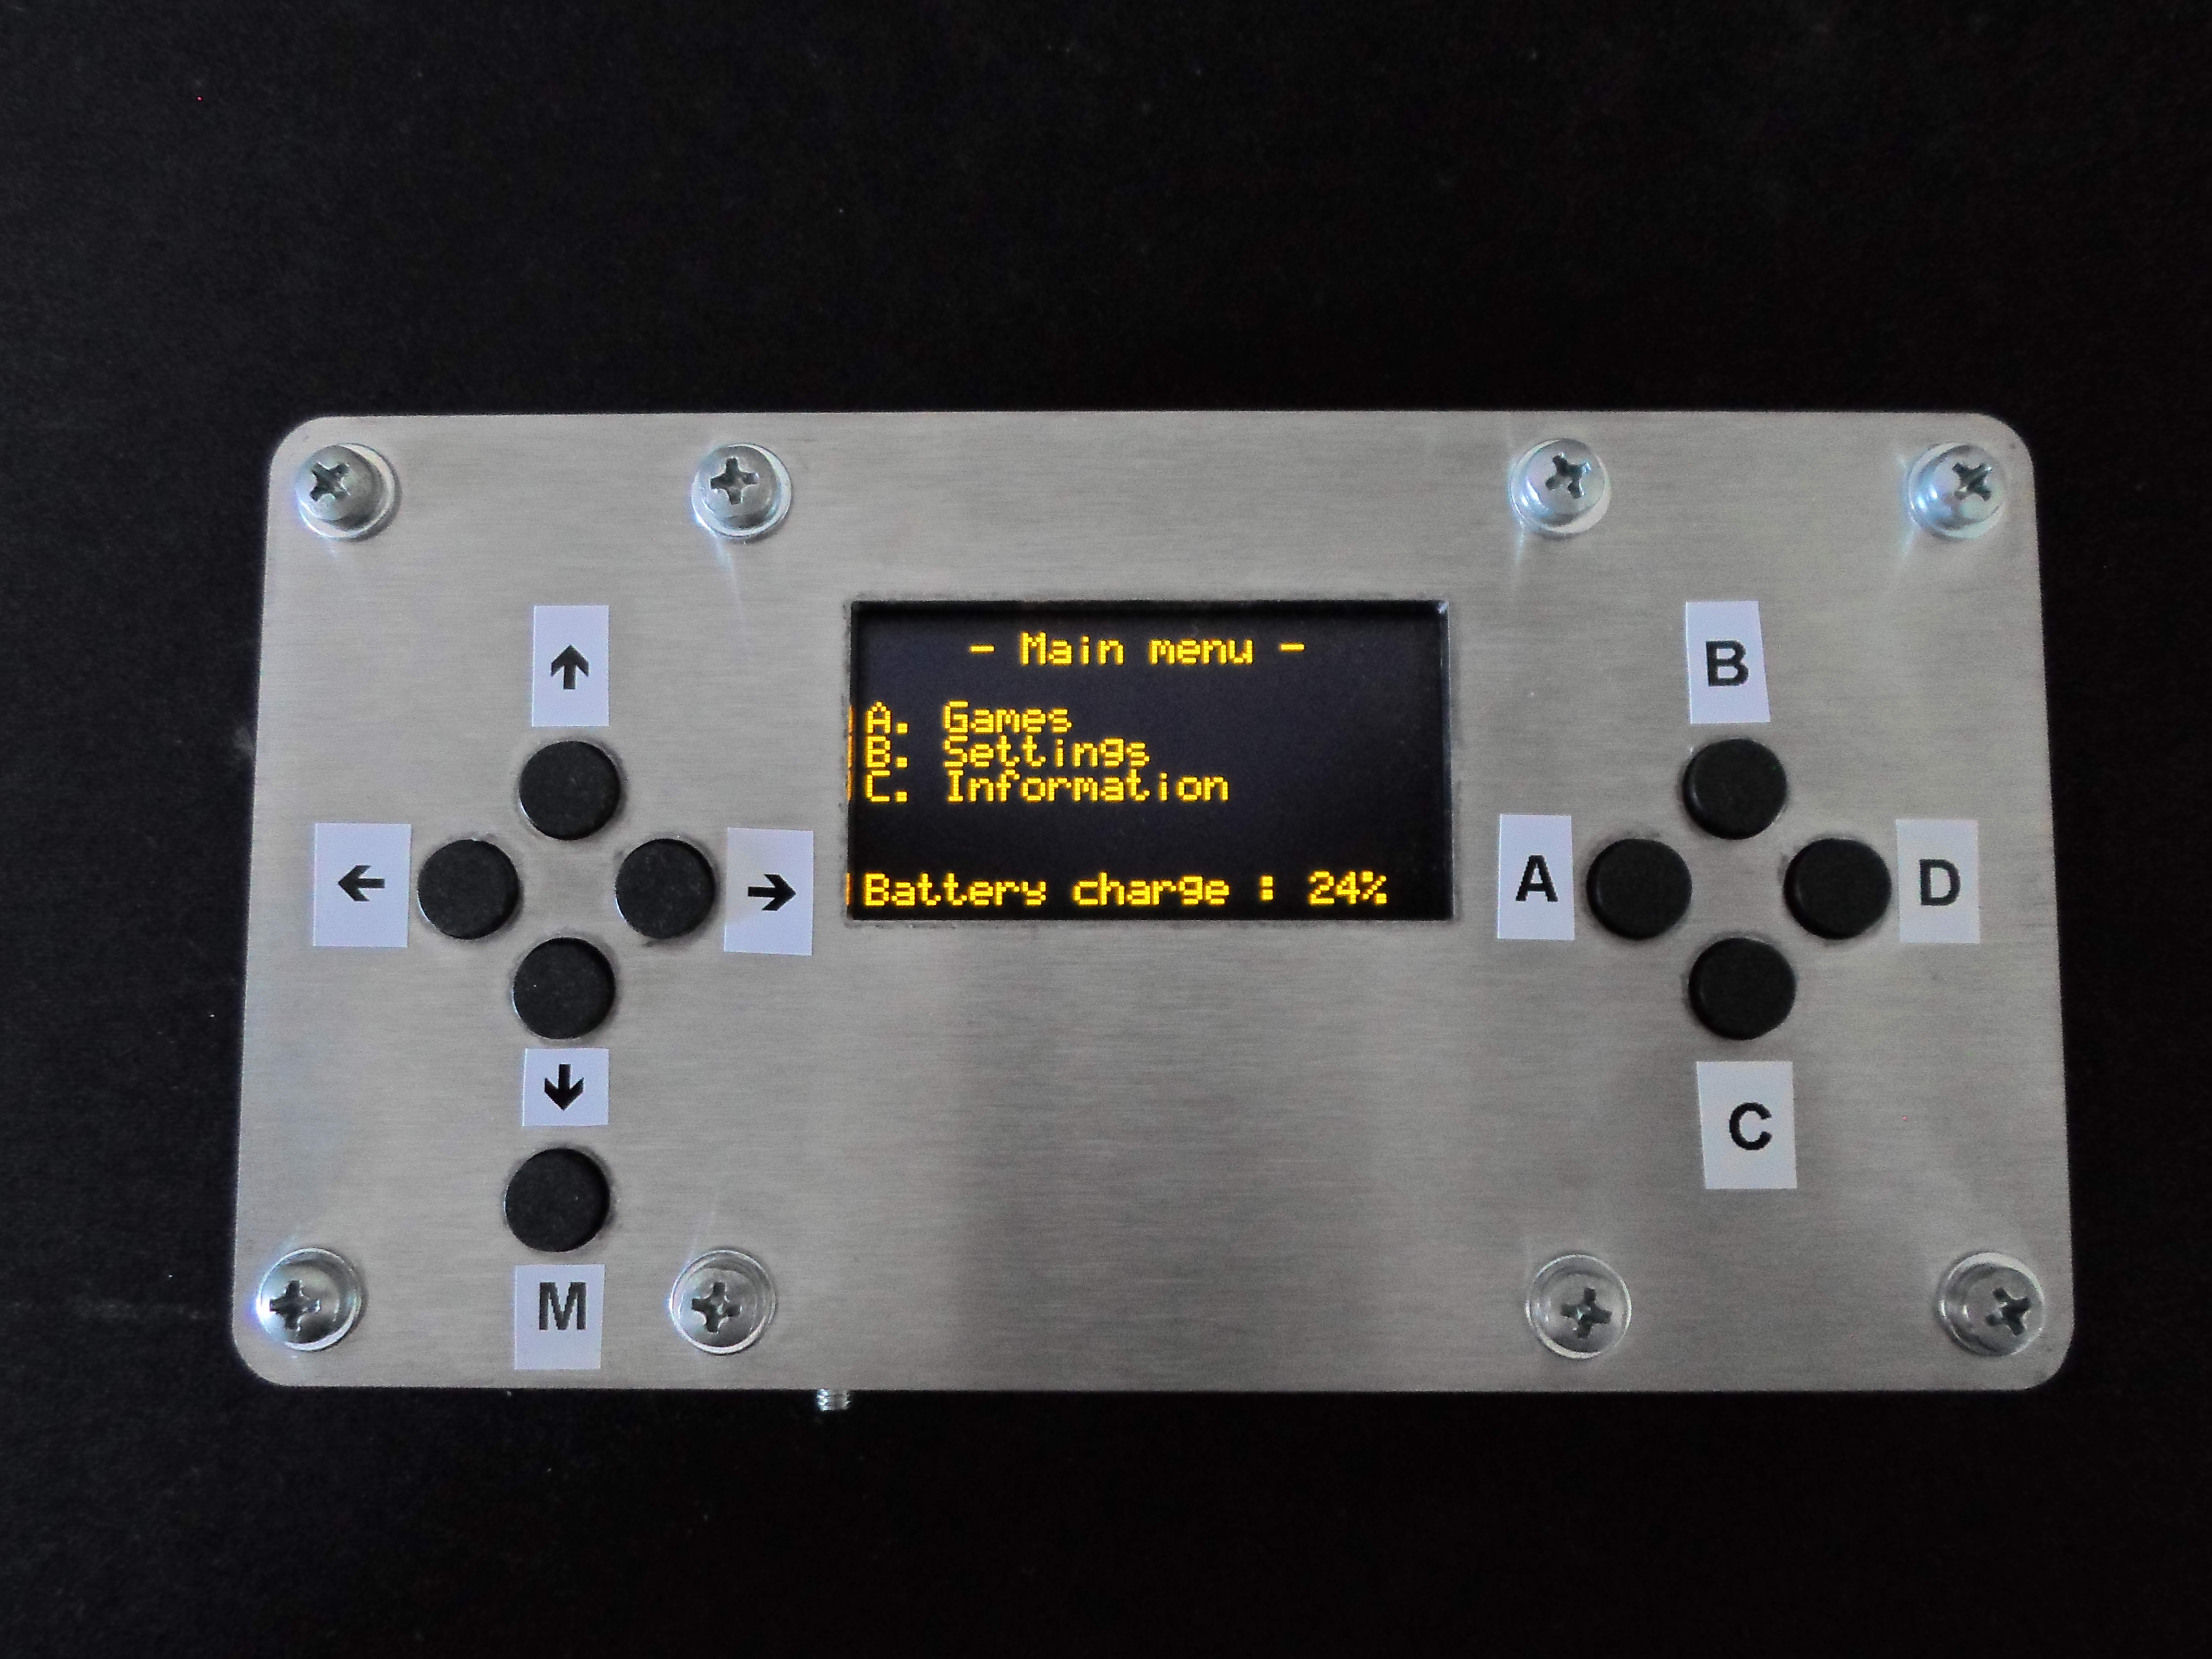 - Main menu -
A. Games
B. Settings
C. Information
Battery charge : 24%
↑
←
→
↓
M
B
A
D
C